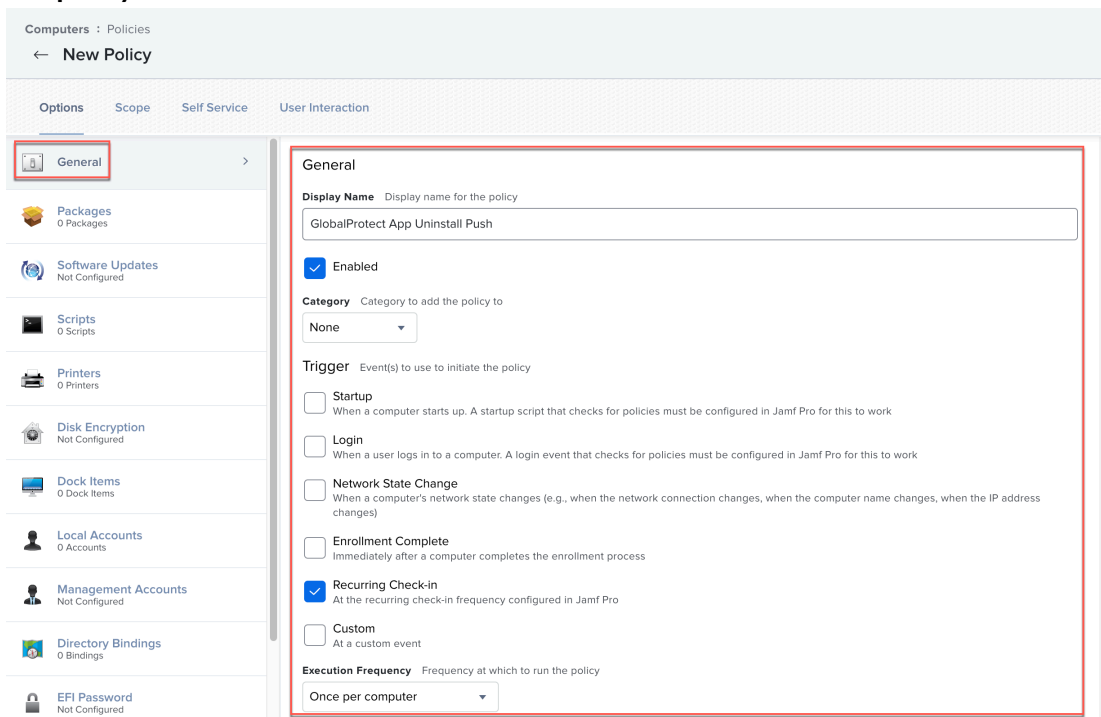 Computers : Policies
← New Policy
Options Scope Self Service User Interaction
General
Packages
0 Packages
Software Updates
Not Configured
Scripts
0 Scripts
Printers
0 Printers
Disk Encryption
Not Configured
Dock Items
0 Dock Items
Local Accounts
0 Accounts
Management Accounts
Not Configured
Directory Bindings
0 Bindings
EFI Password
Not Configured
General
Display Name Display name for the policy
GlobalProtect App Uninstall Push
Enabled
Category Category to add the policy to
None
Trigger Event(s) to use to initiate the policy
Startup
When a computer starts up. A startup script that checks for policies must be configured in Jamf Pro for this to work
Login
When a user logs in to a computer. A login event that checks for policies must be configured in Jamf Pro for this to work
Network State Change
When a computer's network state changes (e.g., when the network connection changes, when the computer name changes, when the IP address
changes)
Enrollment Complete
Immediately after a computer completes the enrollment process
Recurring Check-in
At the recurring check-in frequency configured in Jamf Pro
Custom
At a custom event
Execution Frequency Frequency at which to run the policy
Once per computer